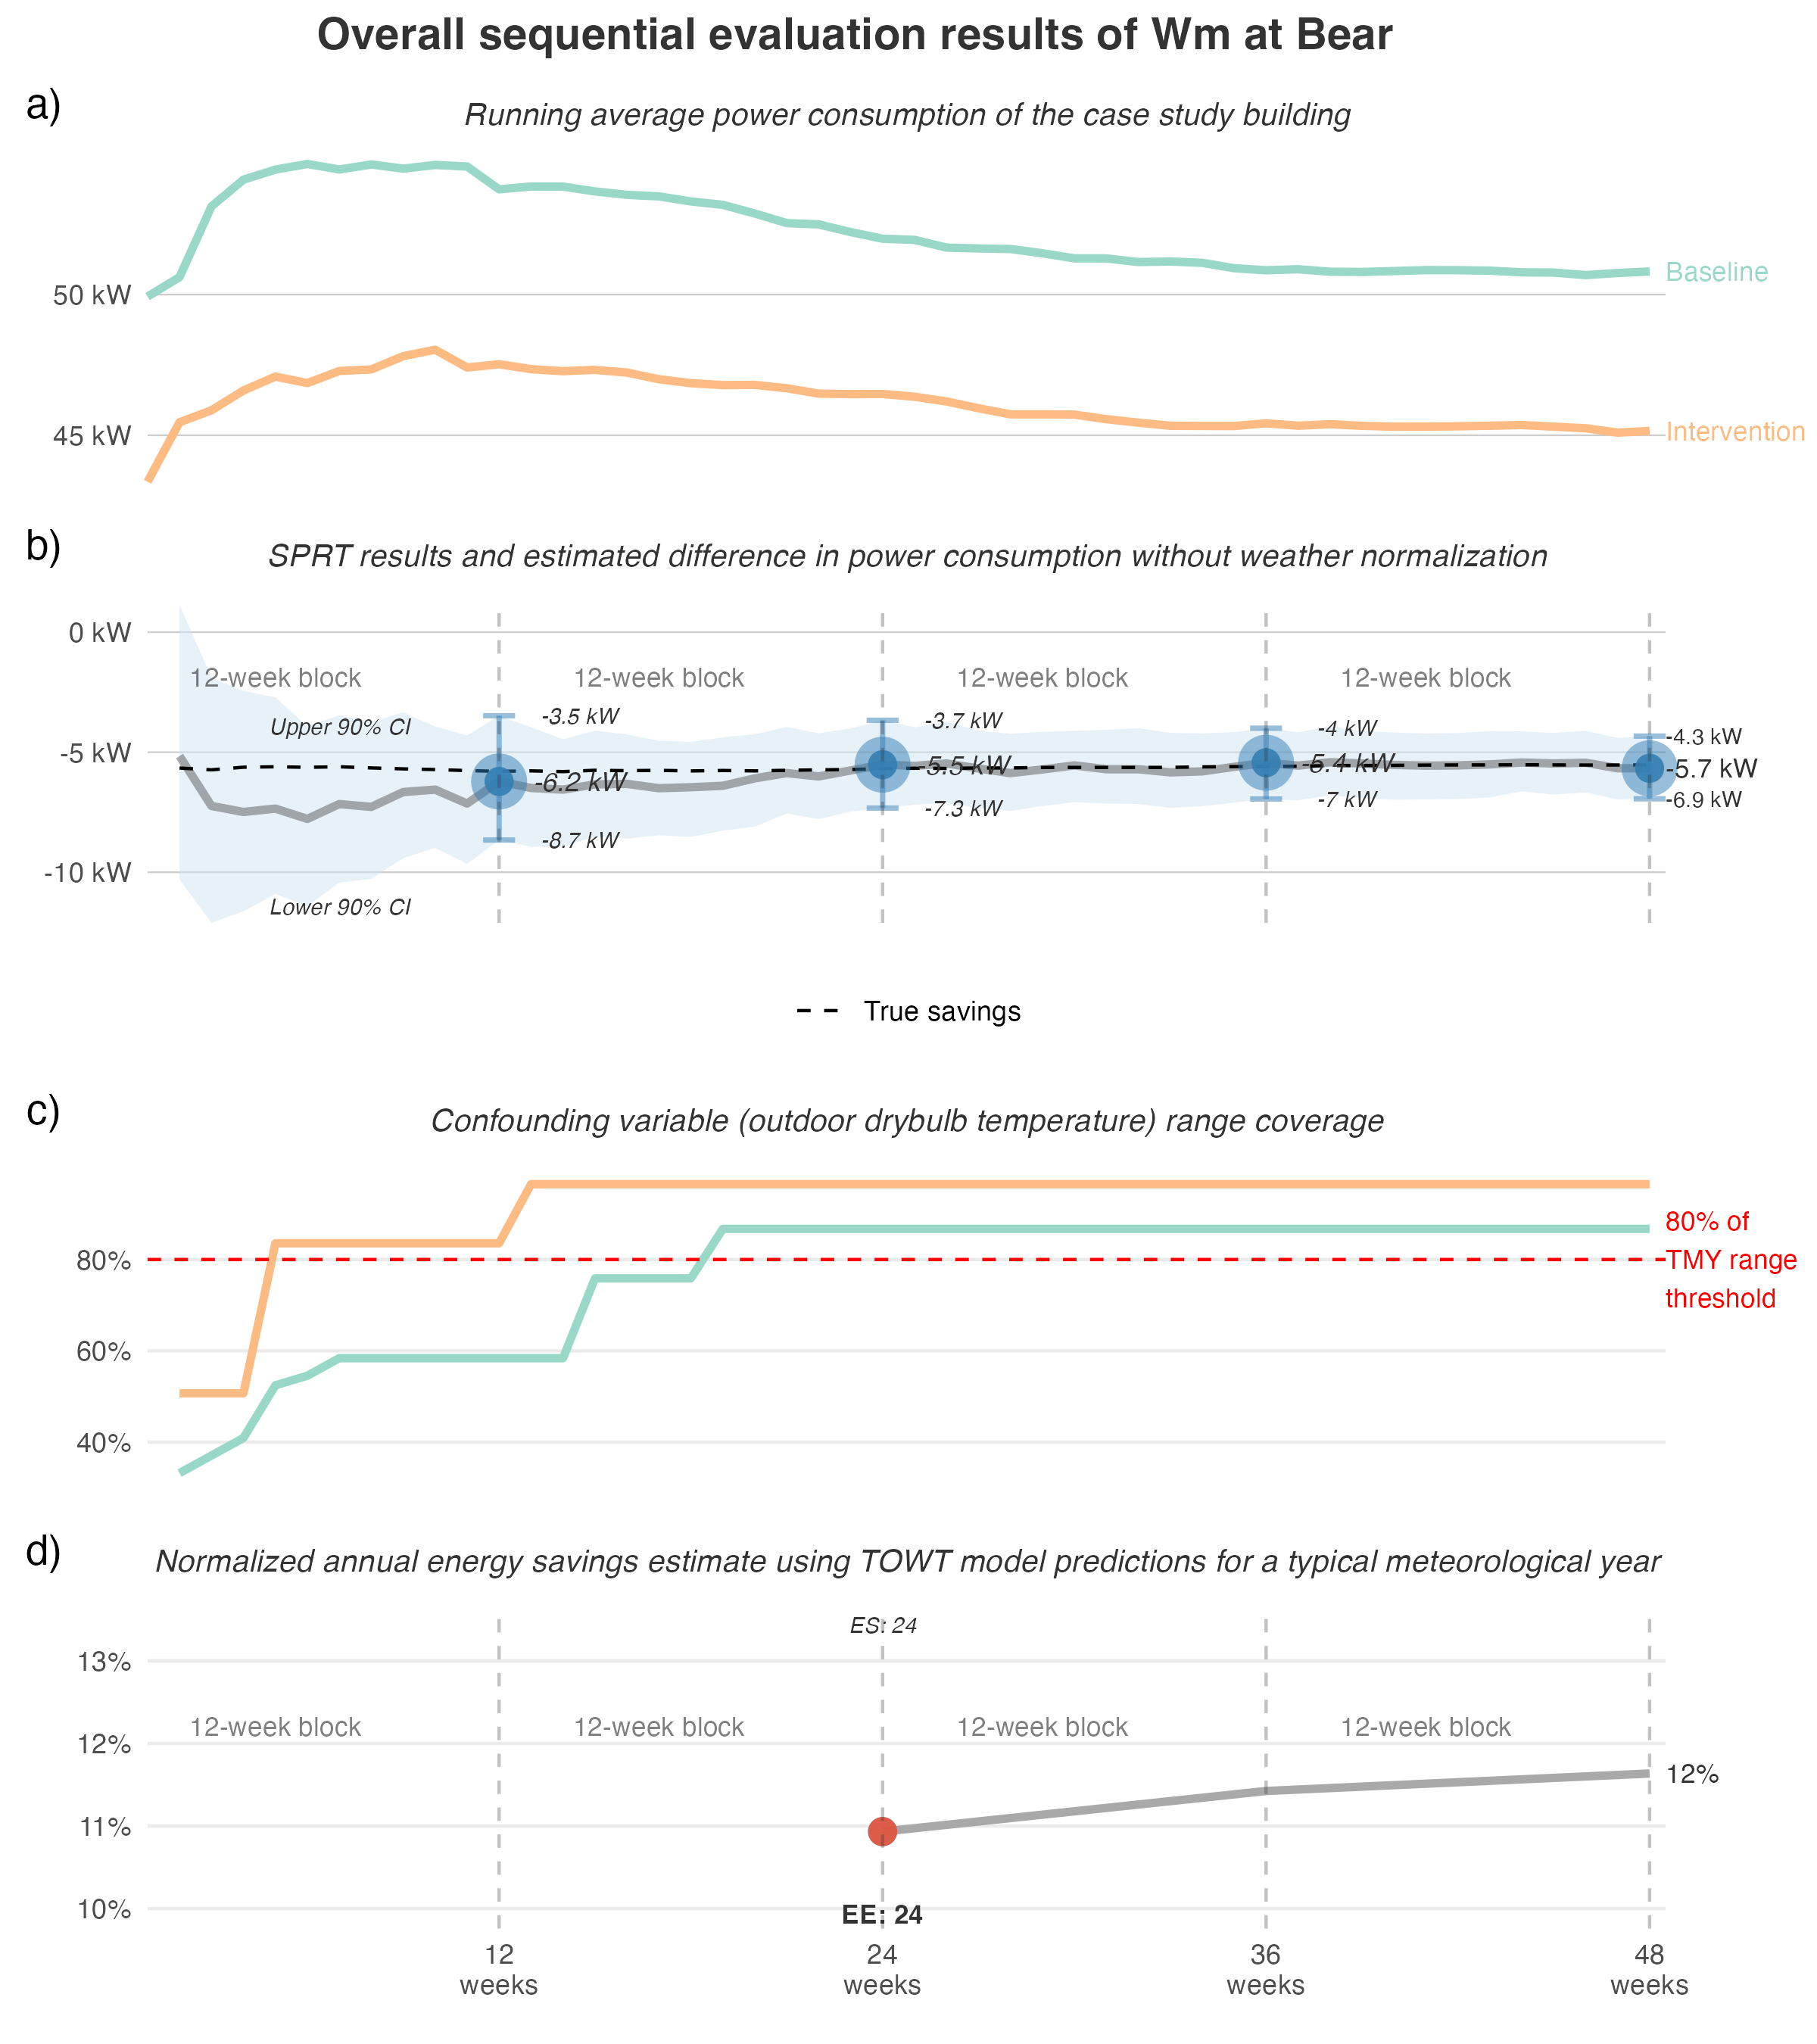 Overall sequential evaluation results of Wm at Bear
a)
Running average power consumption of the case study building
50 kW
45 kW
Baseline
Intervention
b)
SPRT results and estimated difference in power consumption without weather normalization
0 kW
-5 kW
-10 kW
12-week block
12-week block
12-week block
12-week block
Upper 90% CI
Lower 90% CI
-3.5 kW
-6.2 kW
-8.7 kW
-3.7 kW
-5.5 kW
-7.3 kW
-4 kW
-5.4 kW
-7 kW
-4.3 kW
-5.7 kW
-6.9 kW
True savings
c)
Confounding variable (outdoor drybulb temperature) range coverage
80%
60%
40%
80% of
TMY range
threshold
d)
Normalized annual energy savings estimate using TOWT model predictions for a typical meteorological year
ES: 24
13%
12%
11%
10%
12-week block
12-week block
12-week block
12-week block
12%
EE: 24
12
weeks
24
weeks
36
weeks
48
weeks